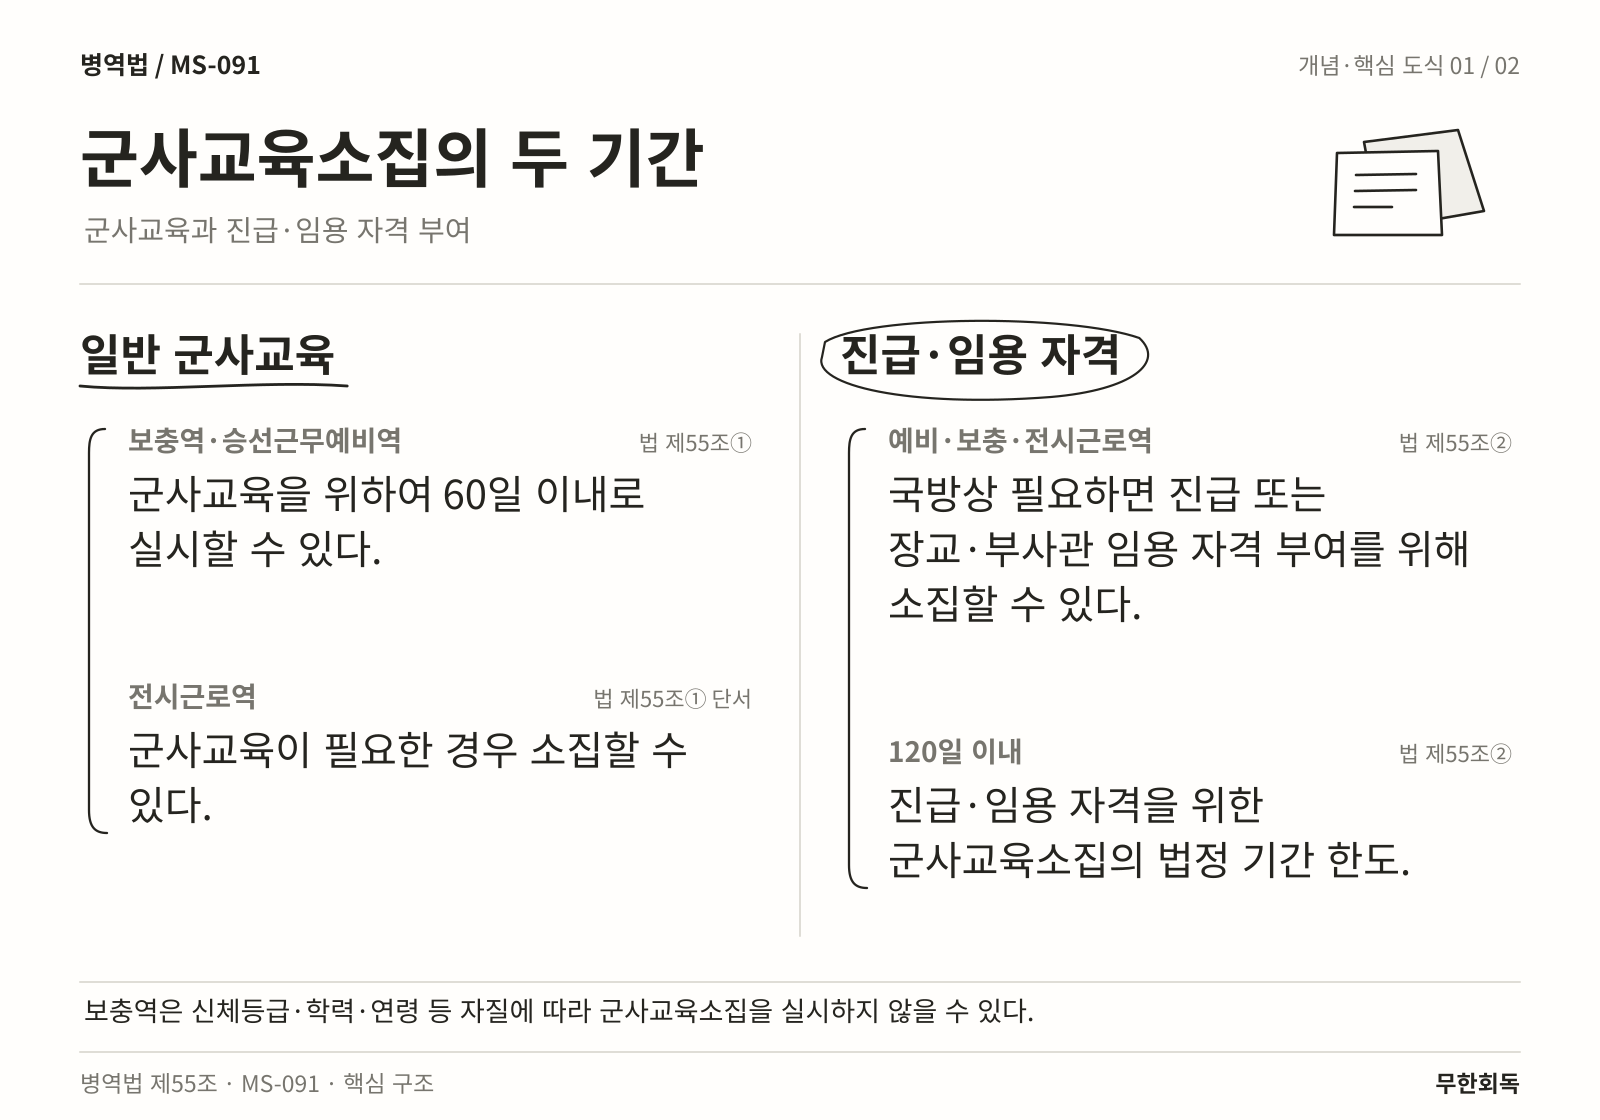 병역법 / MS-091
개념·핵심 도식 01 / 02
군사교육소집의 두 기간
군사교육과 진급·임용 자격 부여
일반 군사교육
보충역·승선근무예비역
법 제55조①
군사교육을 위하여 60일 이내로
실시할 수 있다.
전시근로역
법 제55조① 단서
군사교육이 필요한 경우 소집할 수
있다.
진급·임용 자격
예비·보충·전시근로역
법 제55조②
국방상 필요하면 진급 또는
장교·부사관 임용 자격 부여를 위해
소집할 수 있다.
120일 이내
법 제55조②
진급·임용 자격을 위한
군사교육소집의 법정 기간 한도.
보충역은 신체등급·학력·연령 등 자질에 따라 군사교육소집을 실시하지 않을 수 있다.
병역법 제55조 · MS-091 · 핵심 구조
무한회독